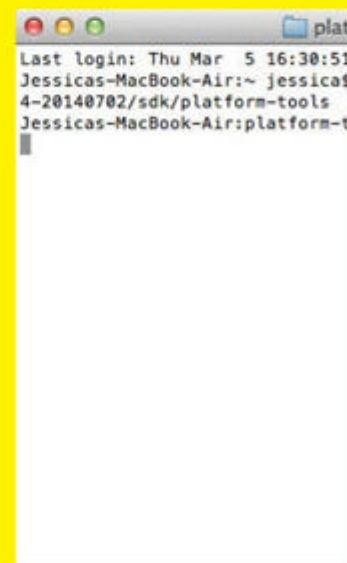 plat
Last login: Thu Mar  5 16:30:51
Jessicas-MacBook-Air:~ jessica$
4-20140702/sdk/platform-tools
Jessicas-MacBook-Air:platform-t